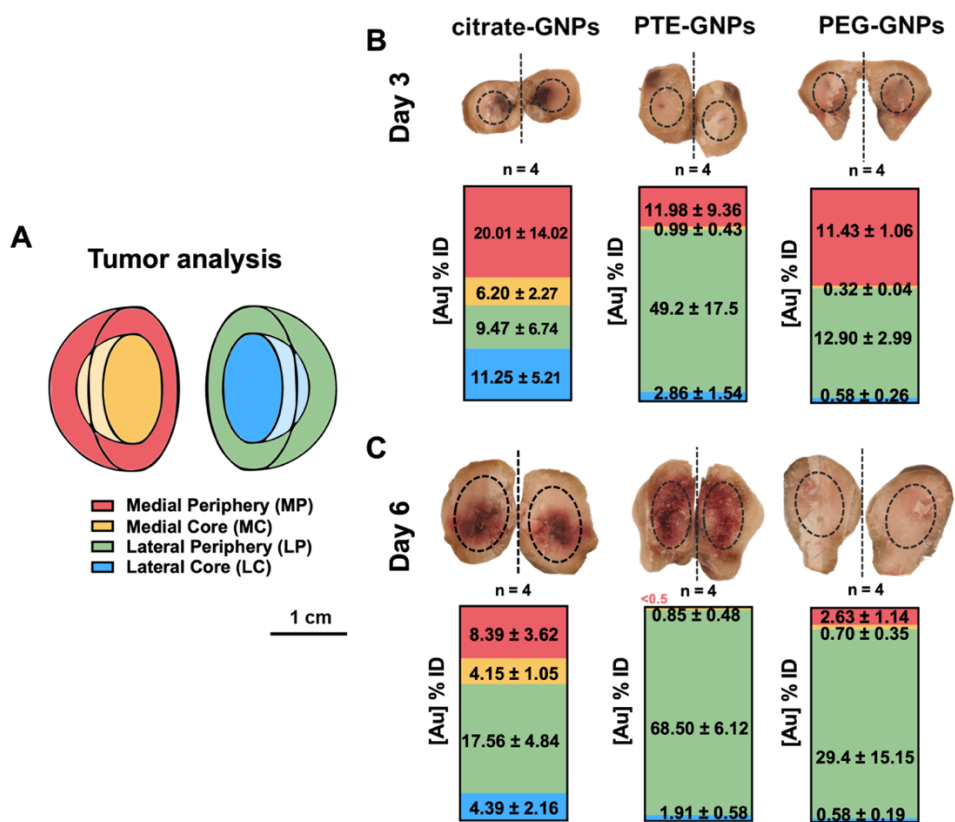 A
Tumor analysis
Medial Periphery (MP)
Medial Core (MC)
Lateral Periphery (LP)
Lateral Core (LC)
1 cm
B
citrate-GNPs
PTE-GNPs
PEG-GNPs
Day 3
n = 4
n = 4
n = 4
[Au] % ID
20.01 ± 14.02
6.20 ± 2.27
9.47 ± 6.74
11.25 ± 5.21
[Au] % ID
11.98 ± 9.36
0.99 ± 0.43
49.2 ± 17.5
2.86 ± 1.54
[Au] % ID
11.43 ± 1.06
0.32 ± 0.04
12.90 ± 2.99
0.58 ± 0.26
C
Day 6
n = 4
n = 4
n = 4
[Au] % ID
8.39 ± 3.62
4.15 ± 1.05
17.56 ± 4.84
4.39 ± 2.16
[Au] % ID
<0.5
0.85 ± 0.48
68.50 ± 6.12
1.91 ± 0.58
[Au] % ID
2.63 ± 1.14
0.70 ± 0.35
29.4 ± 15.15
0.58 ± 0.19